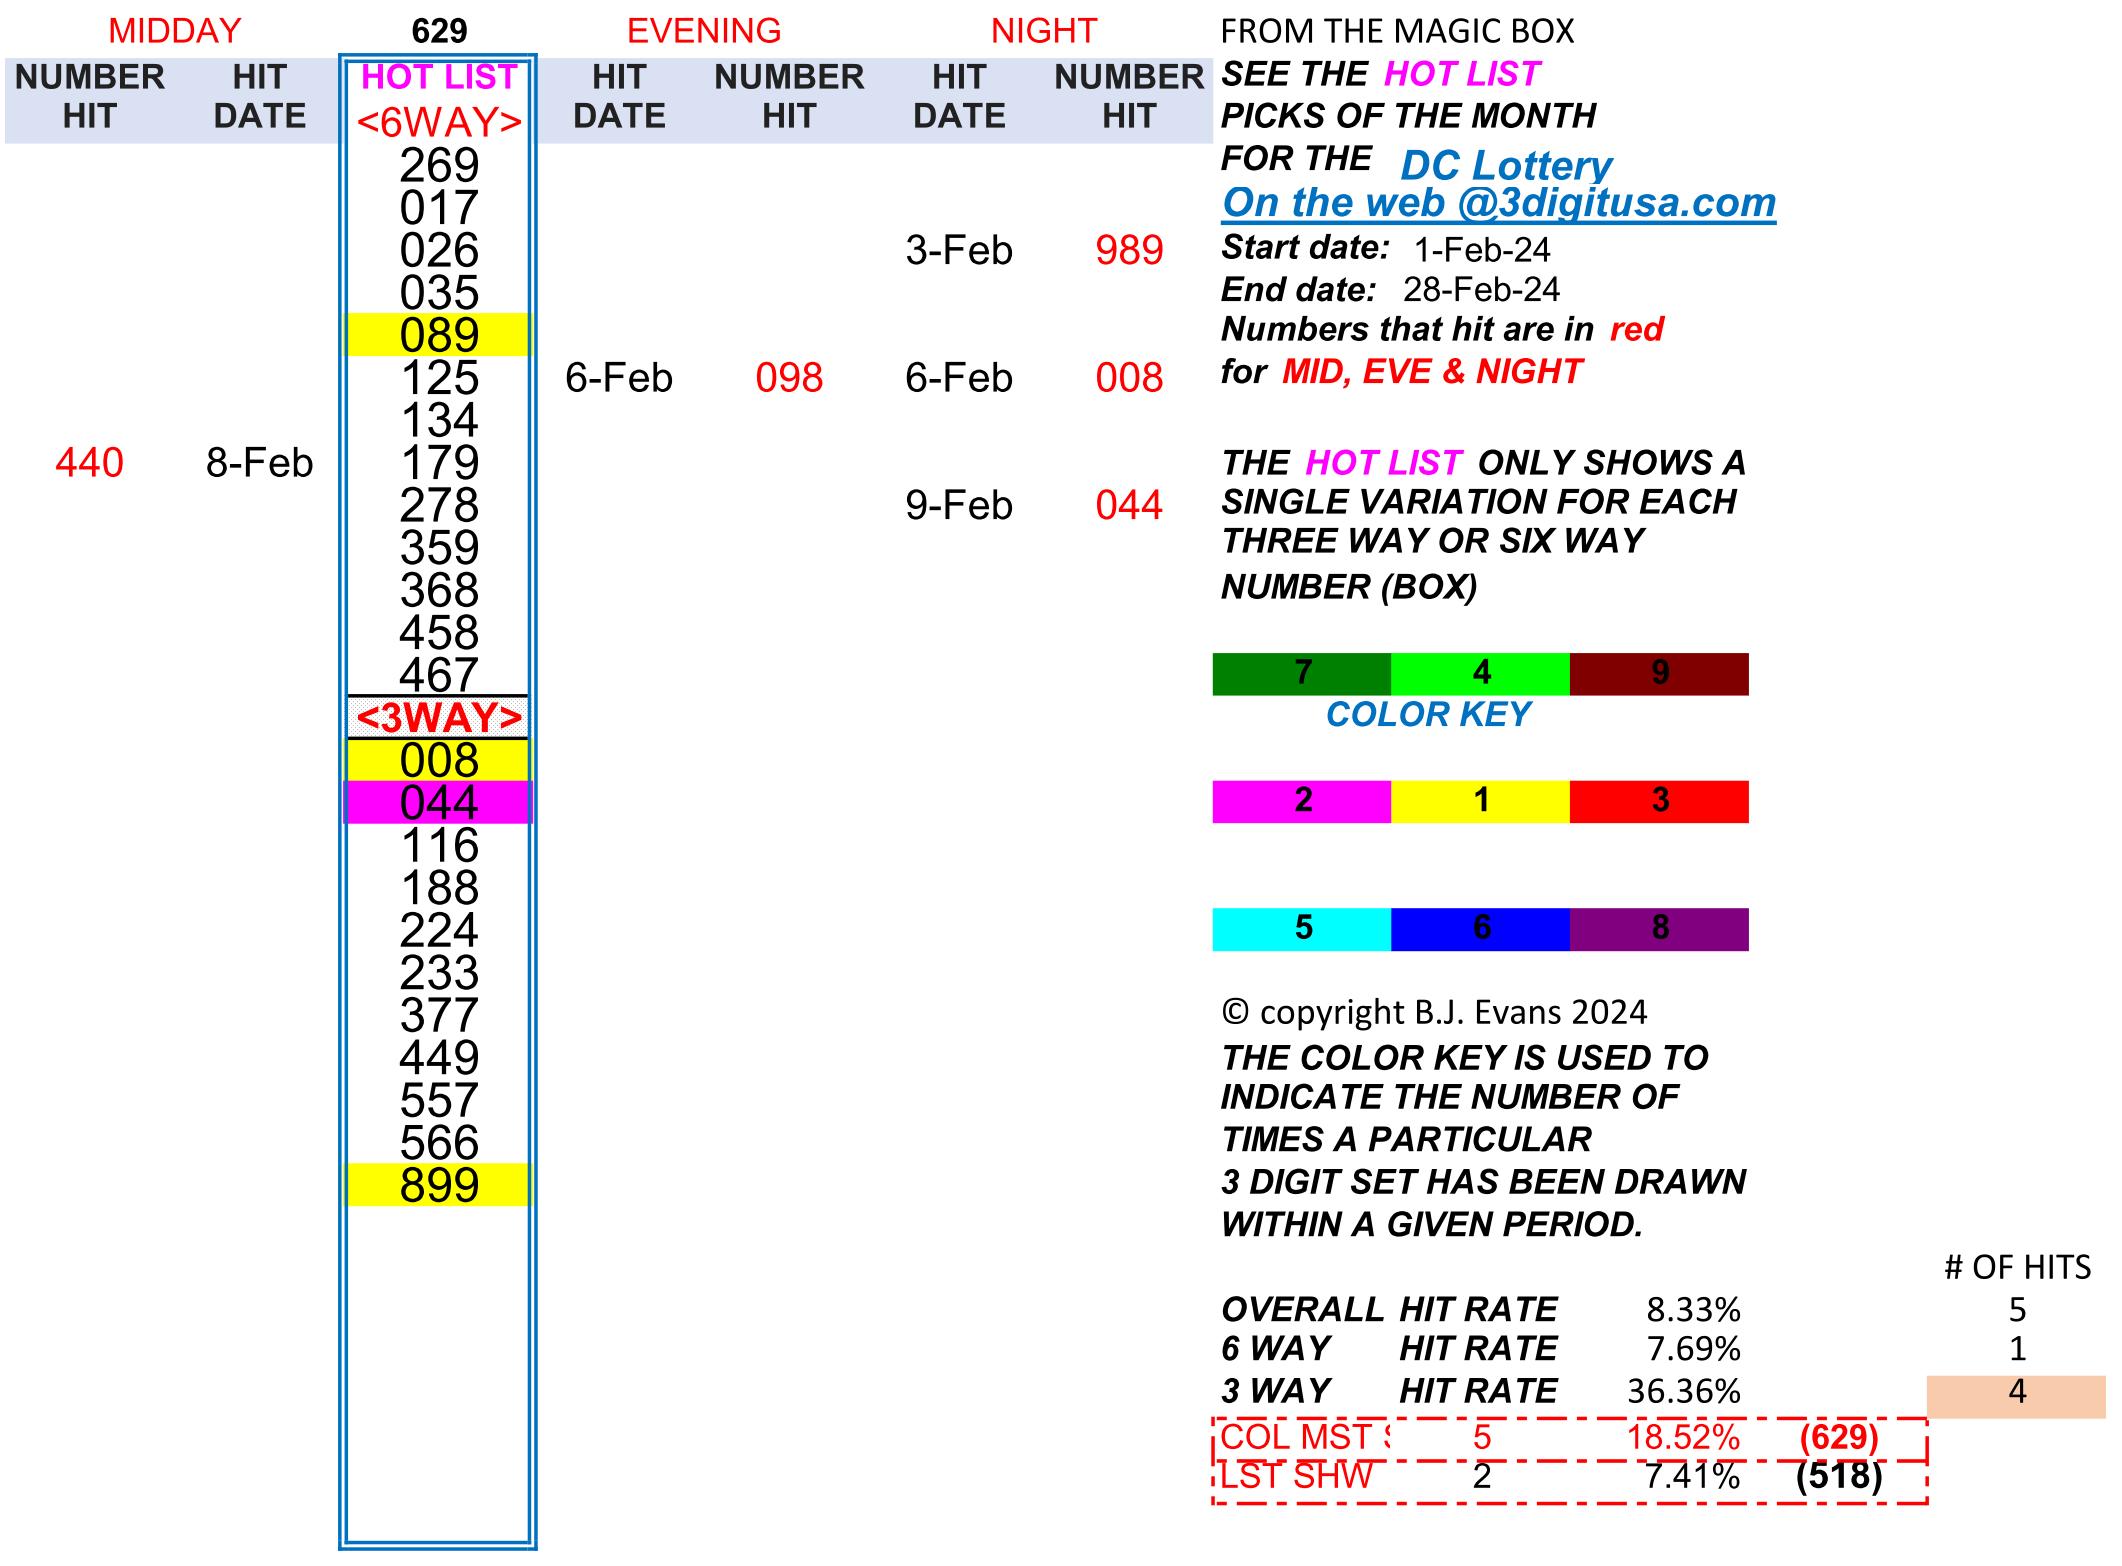 MIDDAY 629 EVENING NIGHT FROM THE MAGIC BOX
NUMBER HIT HOT LIST HIT NUMBER HIT NUMBER SEE THE HOT LIST
HIT DATE <6WAY> DATE HIT DATE HIT PICKS OF THE MONTH
269 FOR THE DC Lottery
017 On the web @3digitusa.com
026 3-Feb 989 Start date: 1-Feb-24
035 End date: 28-Feb-24
089 Numbers that hit are in red
125 6-Feb 098 6-Feb 008 for MID, EVE & NIGHT
134
440 8-Feb 179 THE HOT LIST ONLY SHOWS A
278 9-Feb 044 SINGLE VARIATION FOR EACH
359 THREE WAY OR SIX WAY
368 NUMBER (BOX)
458
467 7 4 9
<3WAY> COLOR KEY
008
044 2 1 3
116
188
224 5 6 8
233
377 © copyright B.J. Evans 2024
449 THE COLOR KEY IS USED TO
557 INDICATE THE NUMBER OF
566 TIMES A PARTICULAR
899 3 DIGIT SET HAS BEEN DRAWN
WITHIN A GIVEN PERIOD.
# OF HITS
OVERALL HIT RATE 8.33% 5
6 WAY HIT RATE 7.69% 1
3 WAY HIT RATE 36.36% 4
COL MST 5 18.52% (629)
LST SHW 2 7.41% (518)